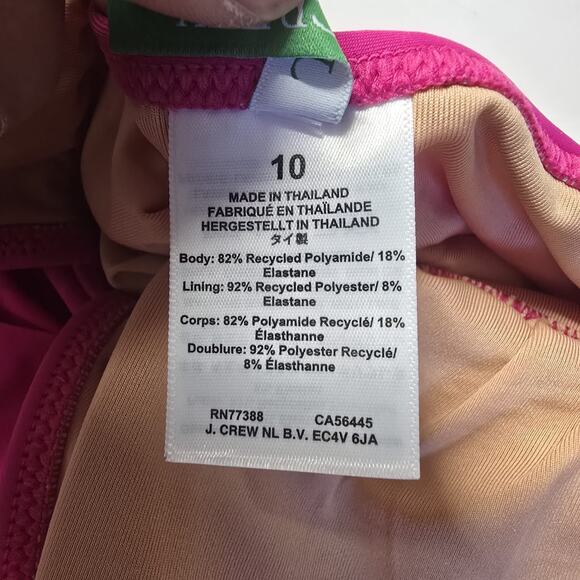 10
MADE IN THAILAND
FABRIQUÉ EN THAÏLANDE
HERGESTELLT IN THAILAND
タイ製
Body: 82% Recycled Polyamide/ 18%
Elastane
Lining: 92% Recycled Polyester/ 8%
Elastane
Corps: 82% Polyamide Recyclé/ 18%
Élasthanne
Doublure: 92% Polyester Recyclé/
8% Élasthanne
RN77388 CA56445
J. CREW NL B.V. EC4V 6JA